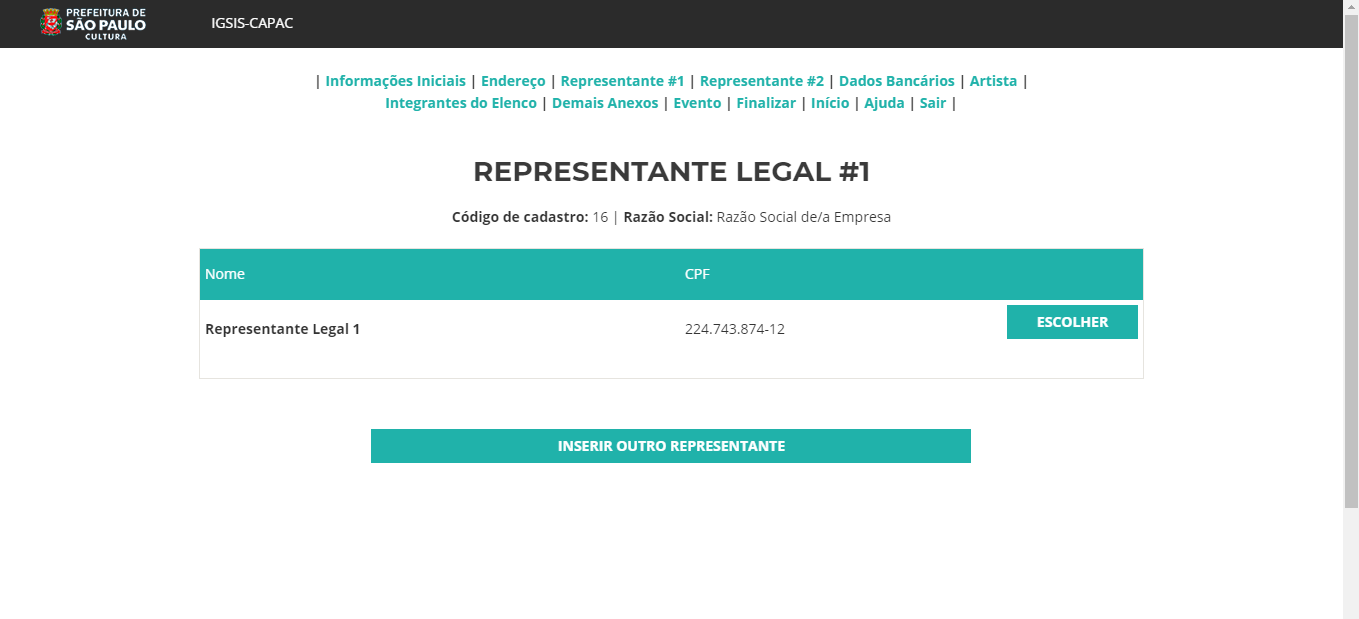 PREFEITURA DE
SÃO PAULO
CULTURA
IGSIS-CAPAC
| Informações Iniciais | Endereço | Representante #1 | Representante #2 | Dados Bancários | Artista |
Integrantes do Elenco | Demais Anexos | Evento | Finalizar | Início | Ajuda | Sair |
REPRESENTANTE LEGAL #1
Código de cadastro: 16 | Razão Social: Razão Social de/a Empresa
Nome CPF
Representante Legal 1 224.743.874-12 ESCOLHER
INSERIR OUTRO REPRESENTANTE